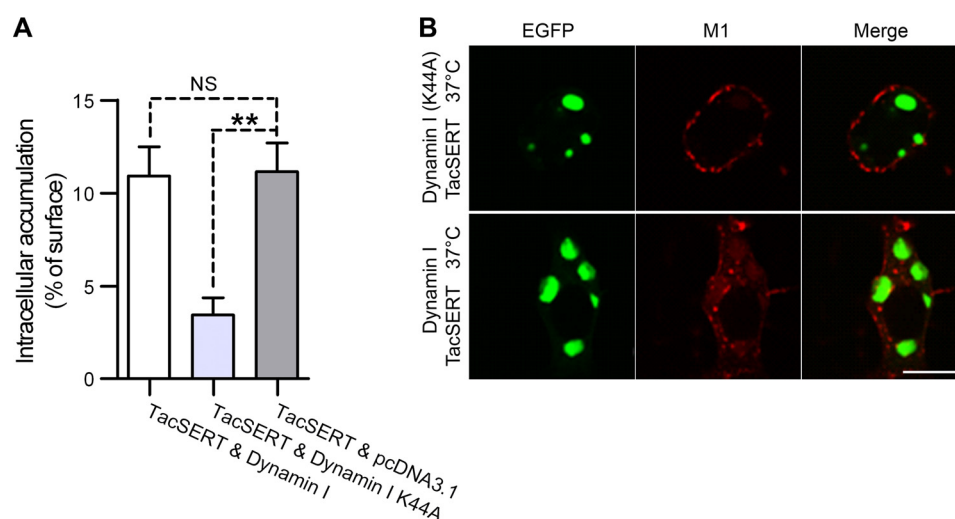 A
NS
**
15
10
5
0
Intracellular accumulation
(% of surface)
TacSERT & Dynamin I
TacSERT & Dynamin I K44A
TacSERT & pcDNA3.1
B
EGFP M1 Merge
Dynamin I (K44A) 37°C
TacSERT
Dynamin I 37°C
TacSERT